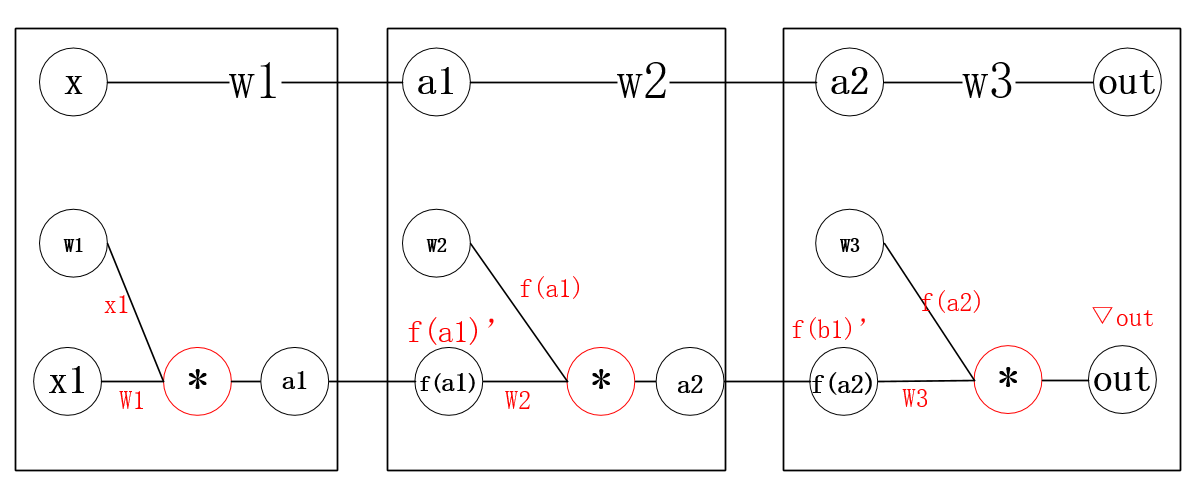 x w1 a1 w2 a2 w3 out
W1 W2 W3
x1 f(a1) f(a2)
f(a1)' f(b1)' ▽out
x1 * a1 f(a1) * a2 f(a2) * out
W1 W2 W3